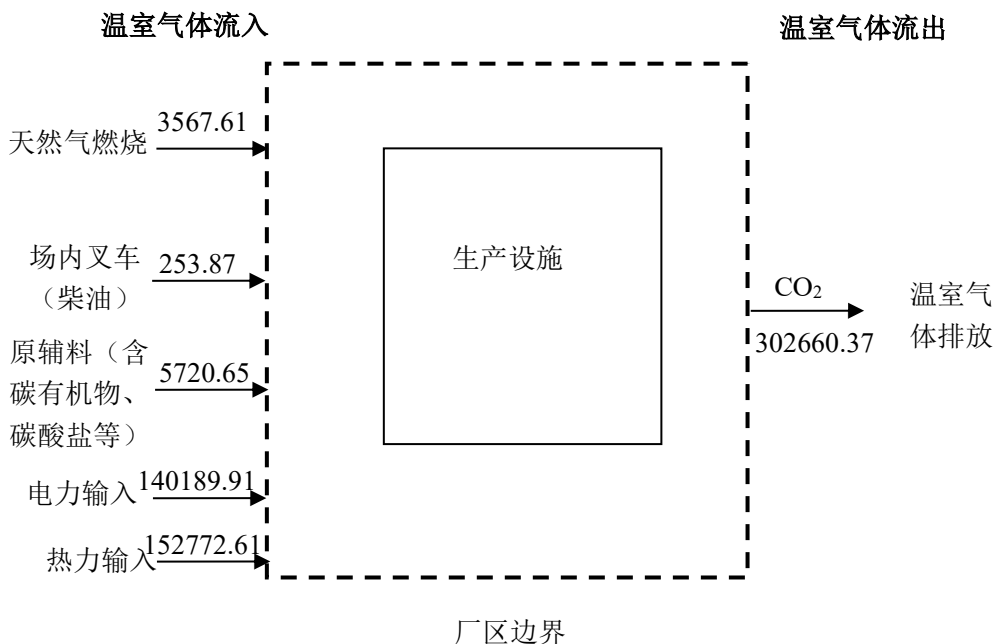 温室气体流入
温室气体流出
3567.61
天然气燃烧
场内叉车
（柴油）
253.87
生产设施
CO₂
302660.37
温室气
体排放
原辅料（含
碳有机物、
碳酸盐等）
5720.65
电力输入
140189.91
热力输入
152772.61
厂区边界